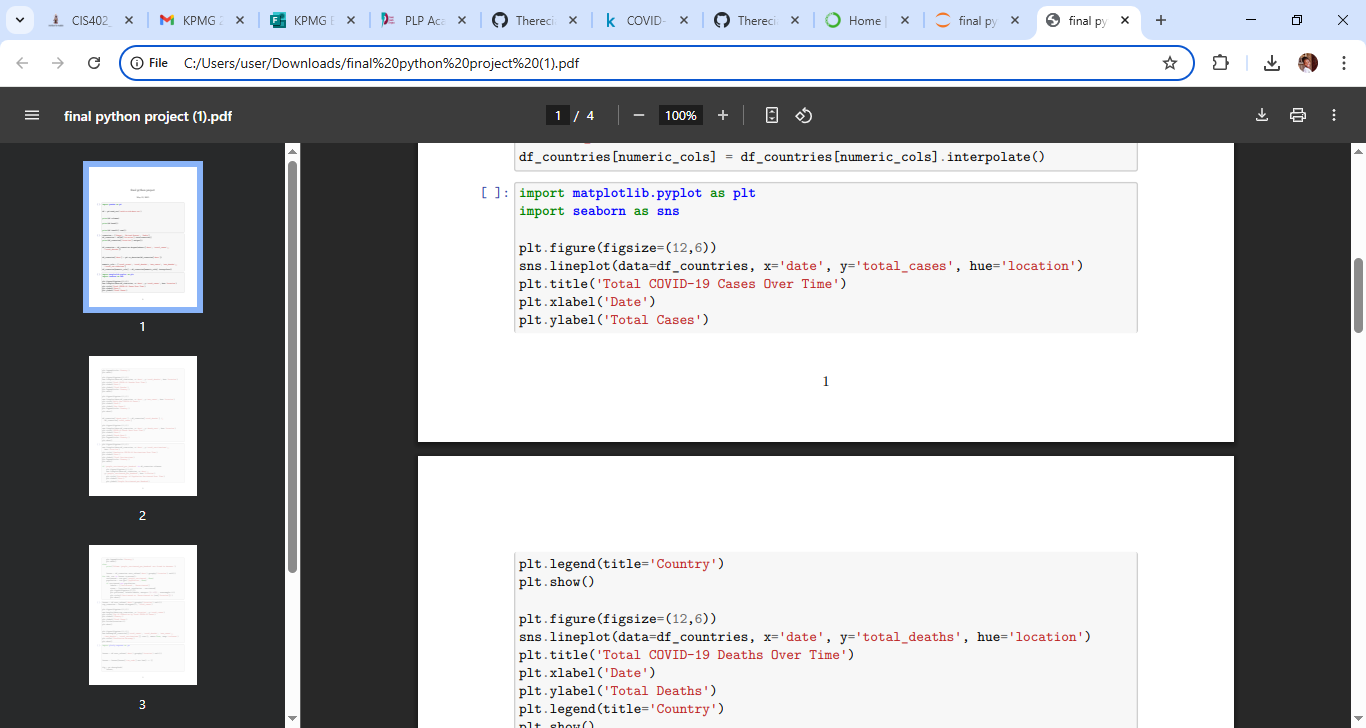 CIS402_
KPMG
KPMG E
PLP Aca
Thereci
COVID-
Thereci
Home
final py
final py
File C:/Users/user/Downloads/final%20python%20project%20(1).pdf
final python project (1).pdf
1 / 4
100%
1
2
3
df_countries[numeric_cols] = df_countries[numeric_cols].interpolate()
[ ]: import matplotlib.pyplot as plt
import seaborn as sns
plt.figure(figsize=(12,6))
sns.lineplot(data=df_countries, x='date', y='total_cases', hue='location')
plt.title('Total COVID-19 Cases Over Time')
plt.xlabel('Date')
plt.ylabel('Total Cases')
1
plt.legend(title='Country')
plt.show()
plt.figure(figsize=(12,6))
sns.lineplot(data=df_countries, x='date', y='total_deaths', hue='location')
plt.title('Total COVID-19 Deaths Over Time')
plt.xlabel('Date')
plt.ylabel('Total Deaths')
plt.legend(title='Country')
plt.show()